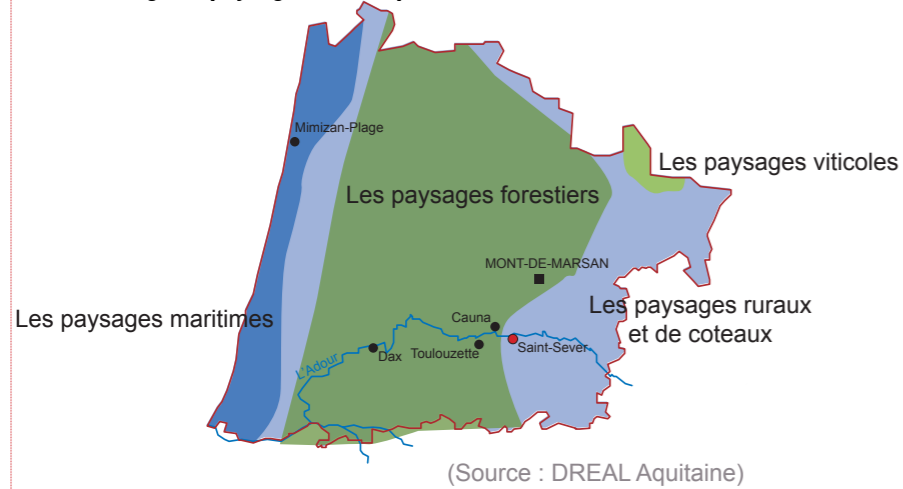 Mimizan-Plage
Les paysages viticoles
Les paysages forestiers
MONT-DE-MARSAN
Les paysages maritimes
Les paysages ruraux
et de coteaux
Cauna
Saint-Sever
Toulouzette
Dax
L'Adour
(Source : DREAL Aquitaine)